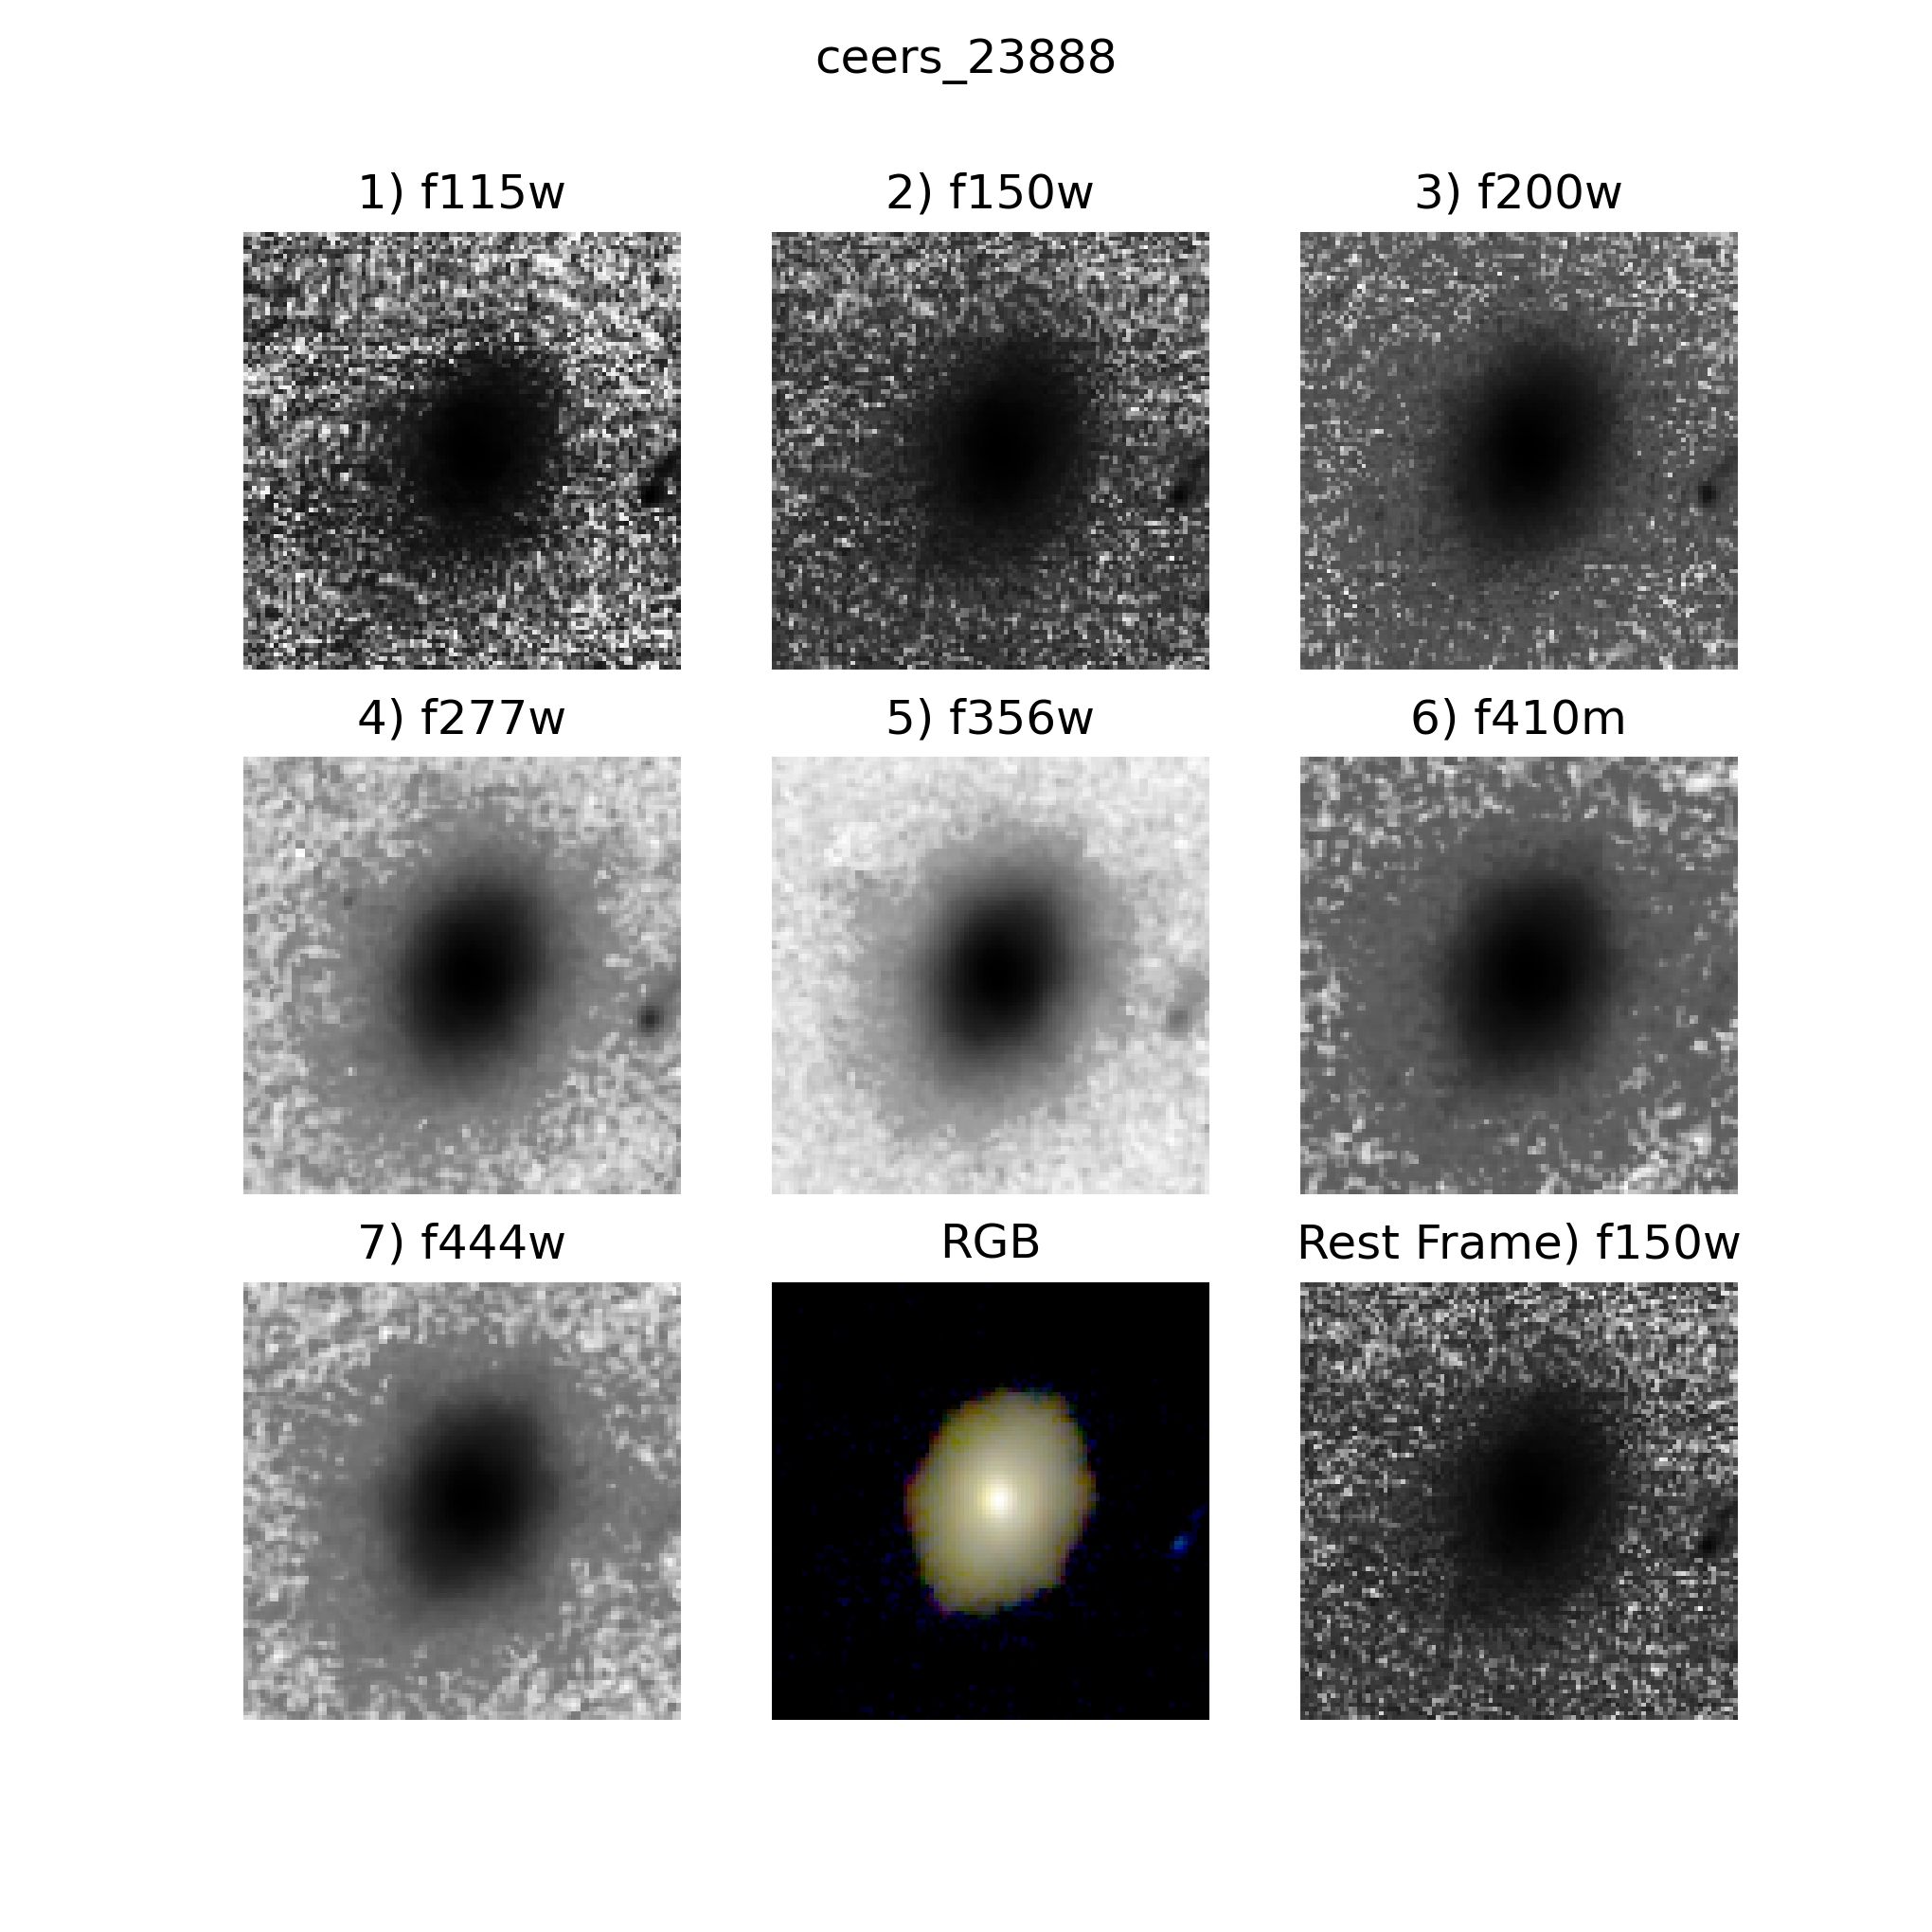 ceers_23888
1) f115w
2) f150w
3) f200w
4) f277w
5) f356w
6) f410m
7) f444w
RGB
Rest Frame) f150w